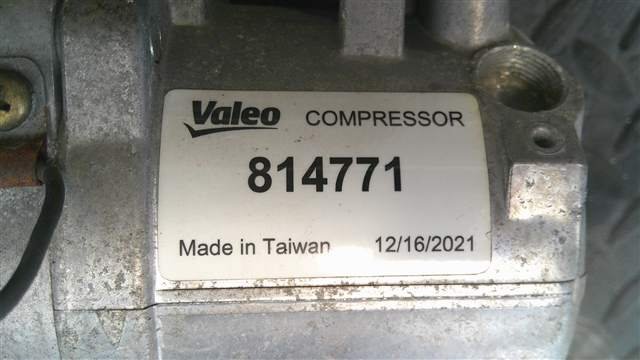 Valeo COMPRESSOR
814771
Made in Taiwan 12/16/2021